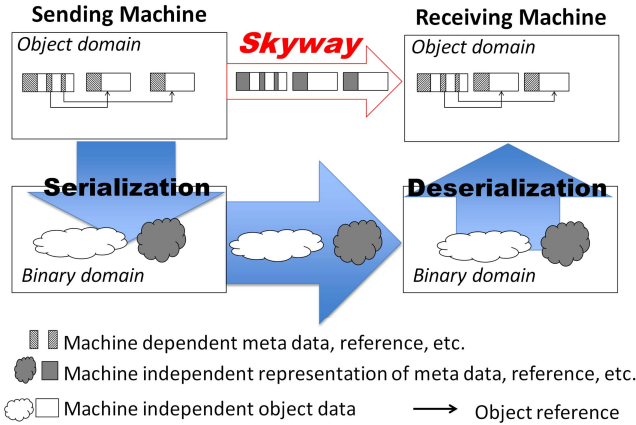 Sending Machine
Receiving Machine
Object domain
Skyway
Object domain
Serialization
Deserialization
Binary domain
Binary domain
Machine dependent meta data, reference, etc.
Machine independent representation of meta data, reference, etc.
Machine independent object data
Object reference